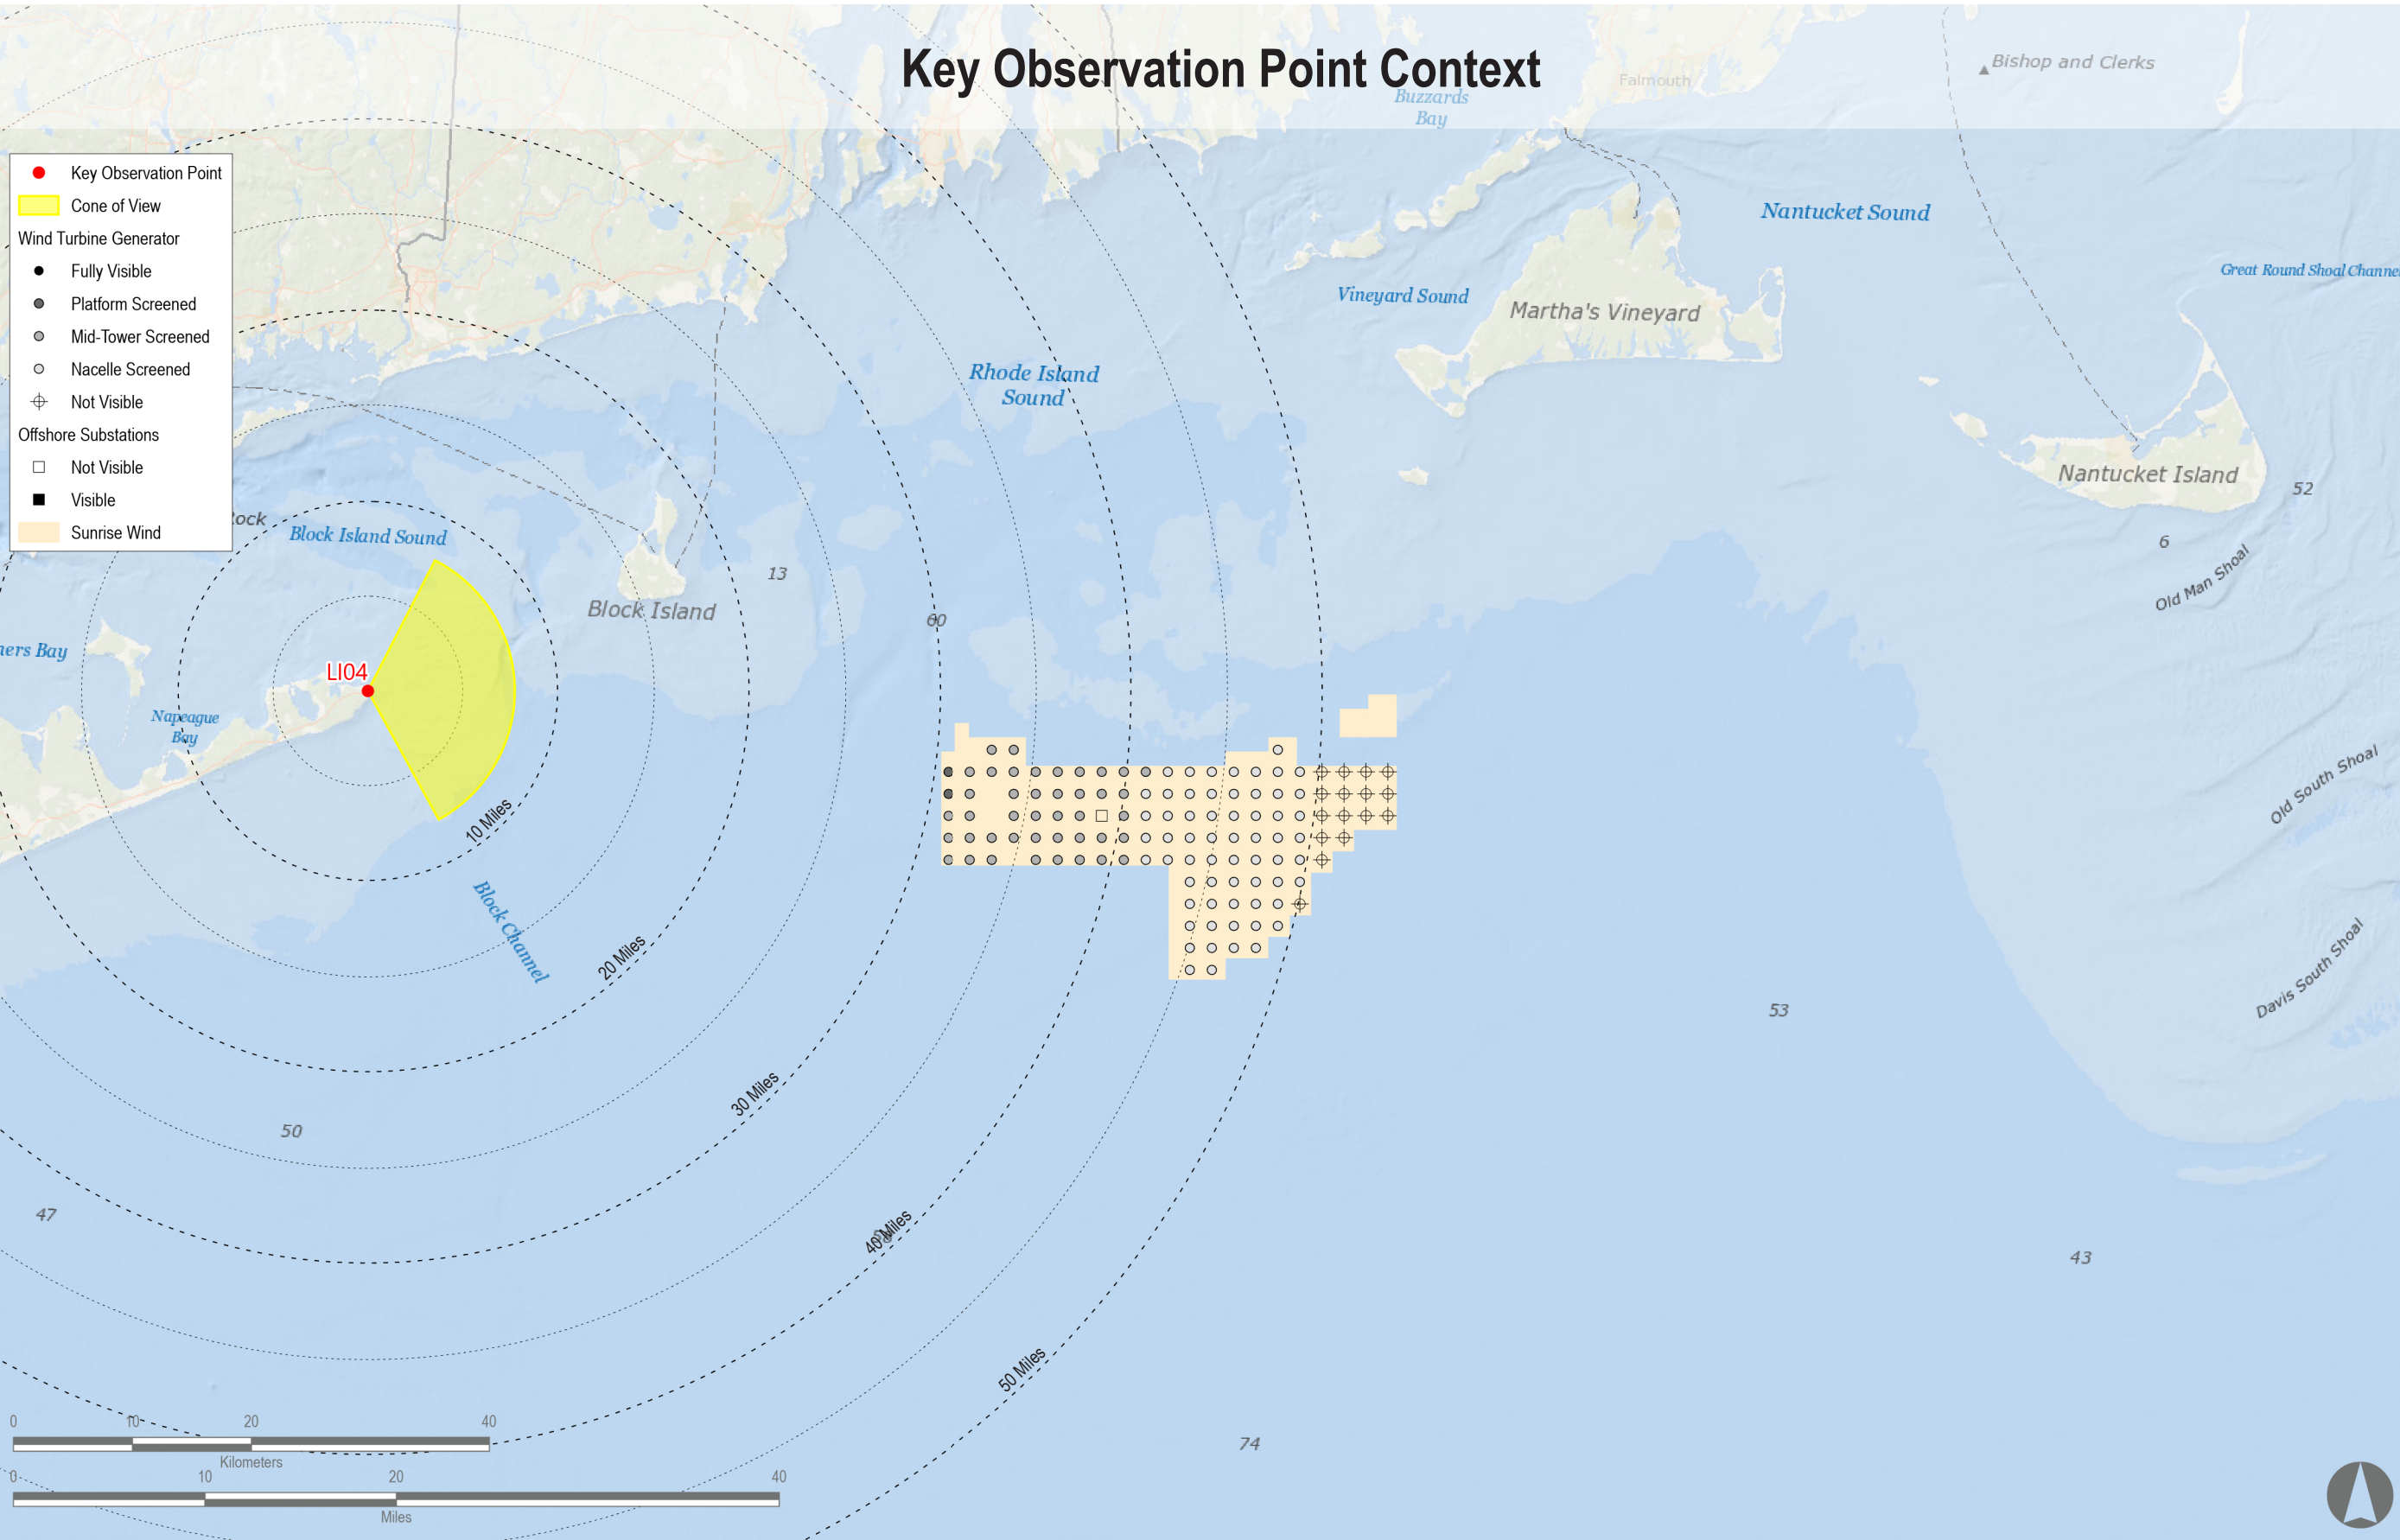 Key Observation Point Context
Bishop and Clerks
Falmouth
Buzzards
Bay
Key Observation Point
Cone of View
Wind Turbine Generator
Fully Visible
Platform Screened
Mid-Tower Screened
Nacelle Screened
Not Visible
Offshore Substations
Not Visible
Visible
Sunrise Wind
Nantucket Sound
Great Round Shoal Channel
Vineyard Sound
Martha's Vineyard
Rhode Island
Sound
Nantucket Island
52
Block Island Sound
6
13
Old Man Shoal
Block Island
60
LI04
Napeague
Bay
Bay
Old South Shoal
10 Miles
Block Channel
20 Miles
Davis South Shoal
53
30 Miles
50
47
40 Miles
43
50 Miles
74
0 10 20 40
Kilometers
0 10 20 40
Miles